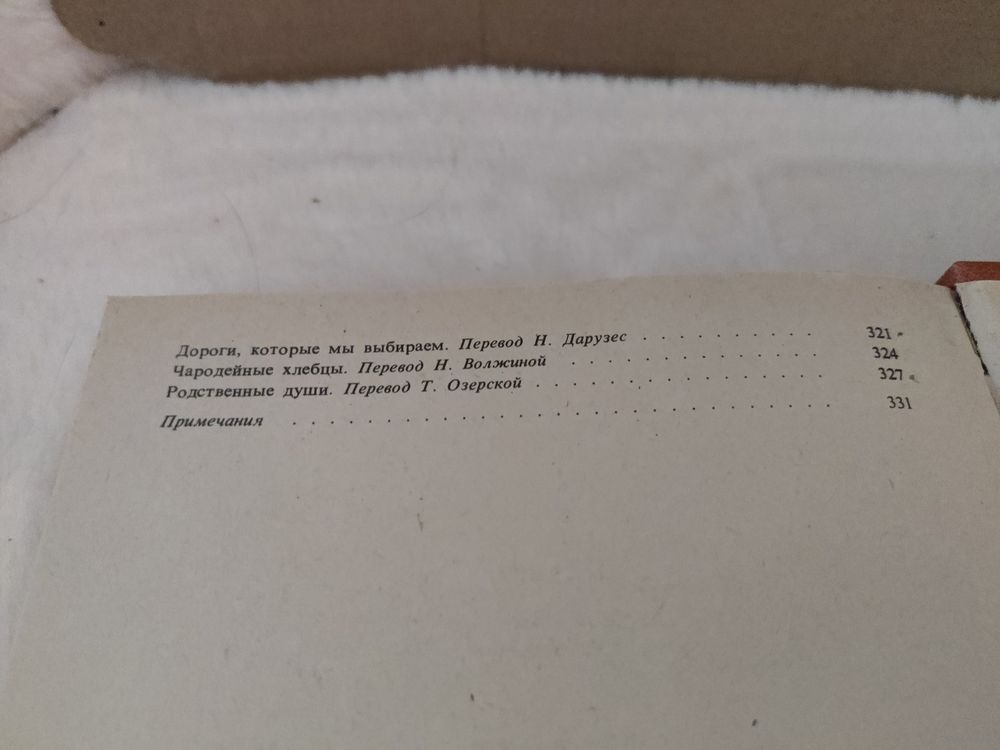 Дороги, которые мы выбираем. Перевод Н. Дарузес . . . . . . . . . . 321
Чародейные хлебцы. Перевод Н. Волжиной . . . . . . . . . . . . 324
Родственные души. Перевод Т. Озерской . . . . . . . . . . . . . 327
Примечания . . . . . . . . . . . . . . . . . . . . . 331